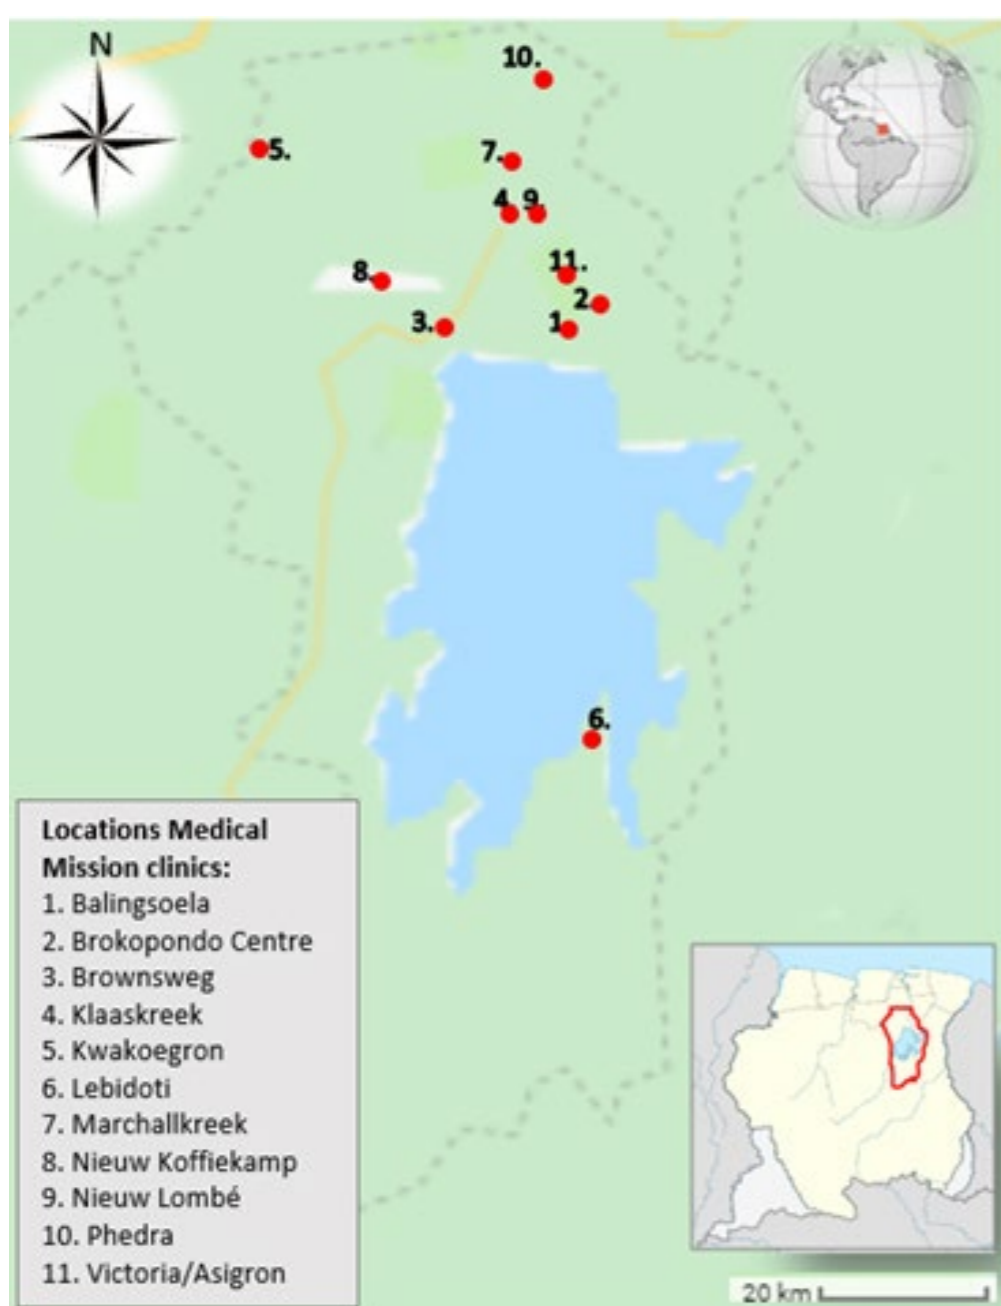 N
10.
5.
7.
4.
9.
11.
8.
2.
3.
1.
6.
Locations Medical
Mission clinics:
1. Balingsoela
2. Brokopondo Centre
3. Brownsweg
4. Klaaskreek
5. Kwakoegron
6. Lebidoti
7. Marchallkreek
8. Nieuw Koffiekamp
9. Nieuw Lombé
10. Phedra
11. Victoria/Asigron
20 km